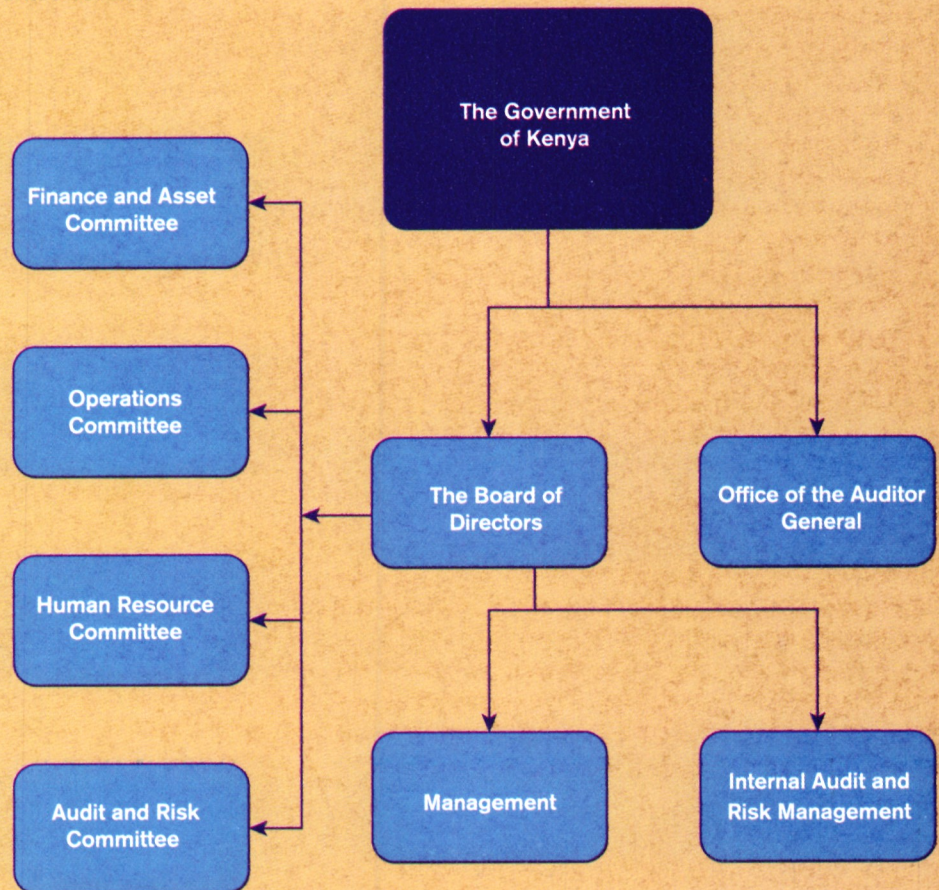 The Government
of Kenya
Finance and Asset
Committee
Operations
Committee
The Board of
Directors
Office of the Auditor
General
Human Resource
Committee
Management
Internal Audit and
Risk Management
Audit and Risk
Committee